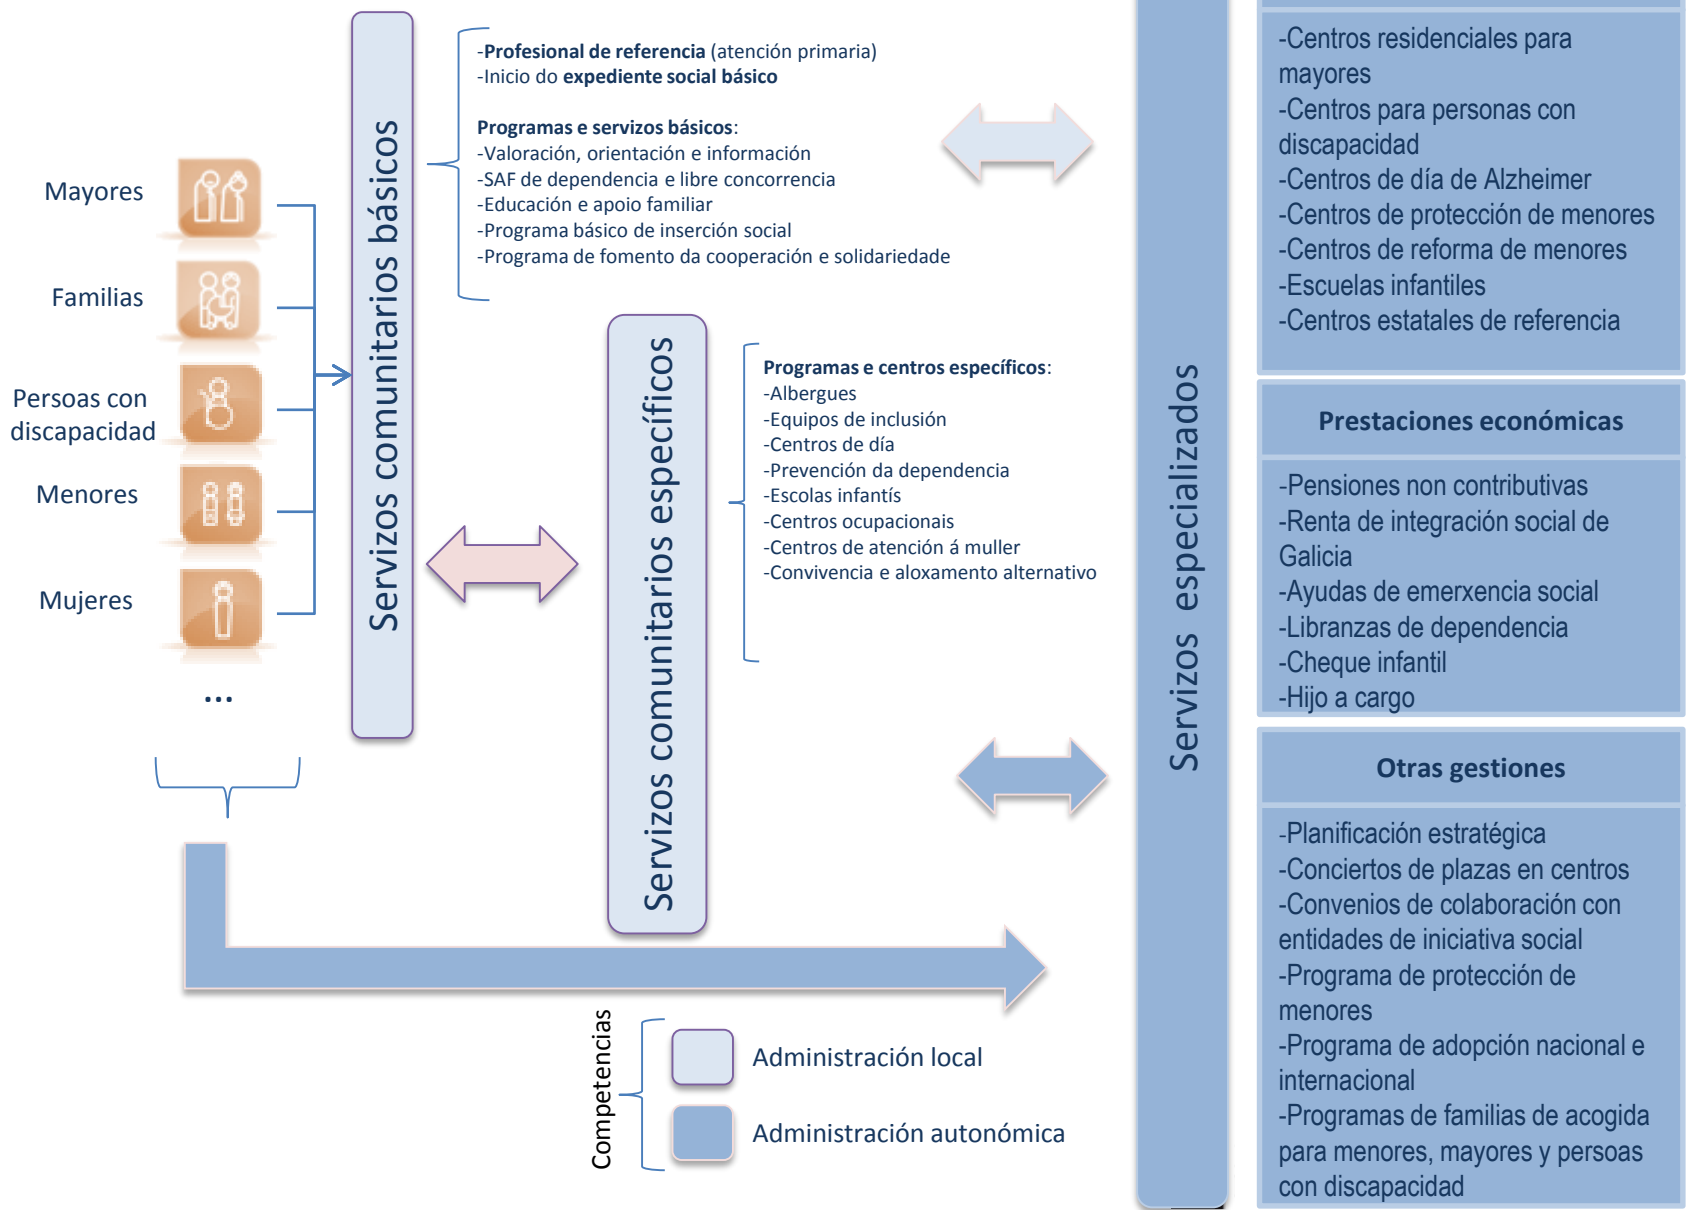 Mayores
Familias
Persoas con
discapacidad
Menores
Mujeres
...
Servizos comunitarios básicos
-Profesional de referencia (atención primaria)
-Inicio do expediente social básico
Programas e servizos básicos:
-Valoración, orientación e información
-SAF de dependencia e libre concorrencia
-Educación e apoio familiar
-Programa básico de inserción social
-Programa de fomento da cooperación e solidariedade
Servizos comunitarios específicos
Programas e centros específicos:
-Albergues
-Equipos de inclusión
-Centros de día
-Prevención da dependencia
-Escolas infantís
-Centros ocupacionais
-Centros de atención á muller
-Convivencia e aloxamento alternativo
Servizos especializados
-Centros residenciales para
mayores
-Centros para personas con
discapacidad
-Centros de día de Alzheimer
-Centros de protección de menores
-Centros de reforma de menores
-Escuelas infantiles
-Centros estatales de referencia
Prestaciones económicas
-Pensiones non contributivas
-Renta de integración social de
Galicia
-Ayudas de emerxencia social
-Libranzas de dependencia
-Cheque infantil
-Hijo a cargo
Otras gestiones
-Planificación estratégica
-Conciertos de plazas en centros
-Convenios de colaboración con
entidades de iniciativa social
-Programa de protección de
menores
-Programa de adopción nacional e
internacional
-Programas de familias de acogida
para menores, mayores y persoas
con discapacidad
Competencias
Administración local
Administración autonómica